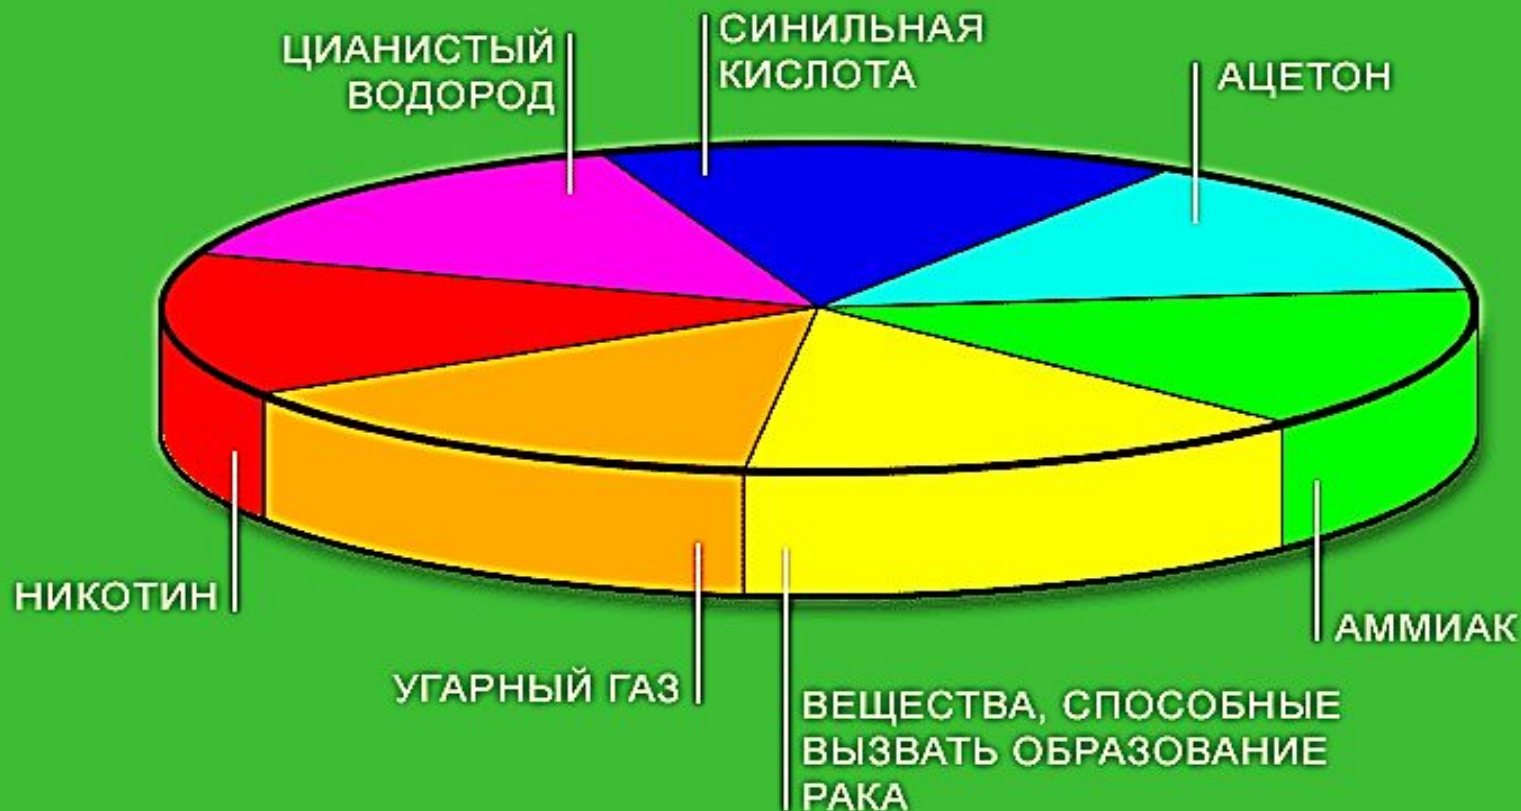 ЦИАНИСТЫЙ
ВОДОРОД
СИНИЛЬНАЯ
КИСЛОТА
АЦЕТОН
НИКОТИН
УГАРНЫЙ ГАЗ
АММИАК
ВЕЩЕСТВА, СПОСОБНЫЕ
ВЫЗВАТЬ ОБРАЗОВАНИЕ
РАКА